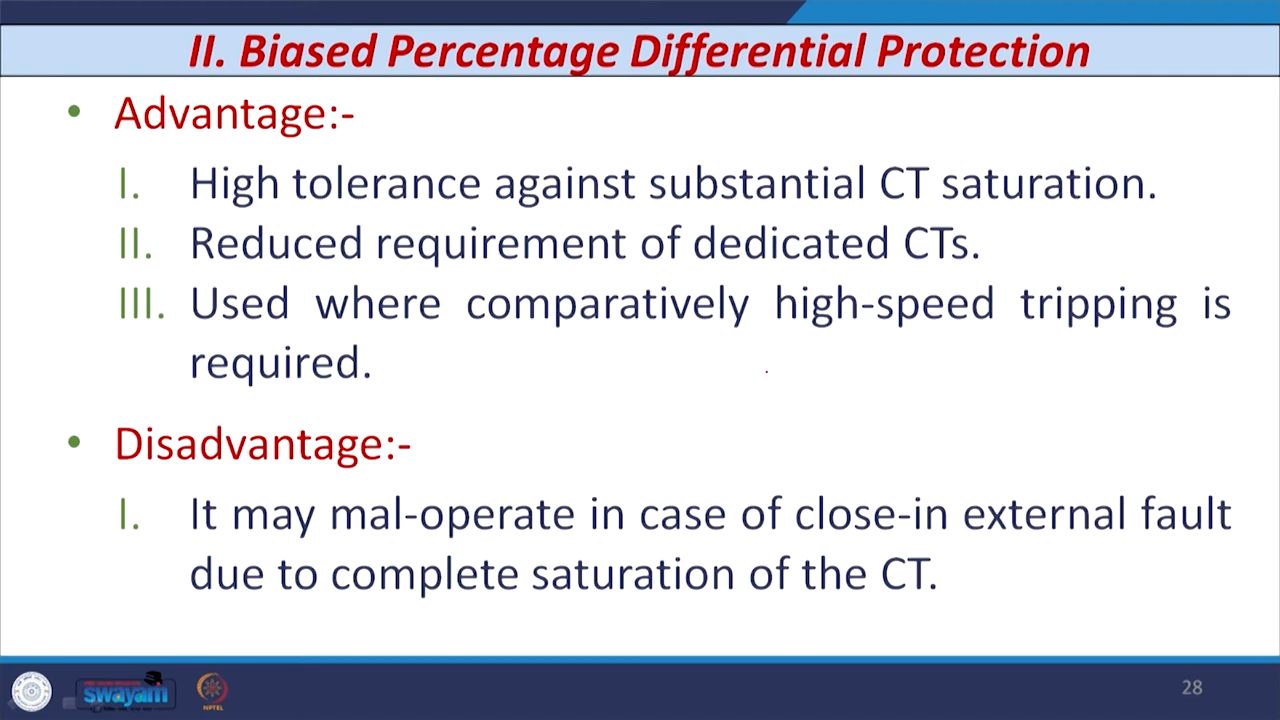 II. Biased Percentage Differential Protection
• Advantage:-
I. High tolerance against substantial CT saturation.
II. Reduced requirement of dedicated CTs.
III. Used where comparatively high-speed tripping is
required.
• Disadvantage:-
I. It may mal-operate in case of close-in external fault
due to complete saturation of the CT.
swayam
NPTEL
28